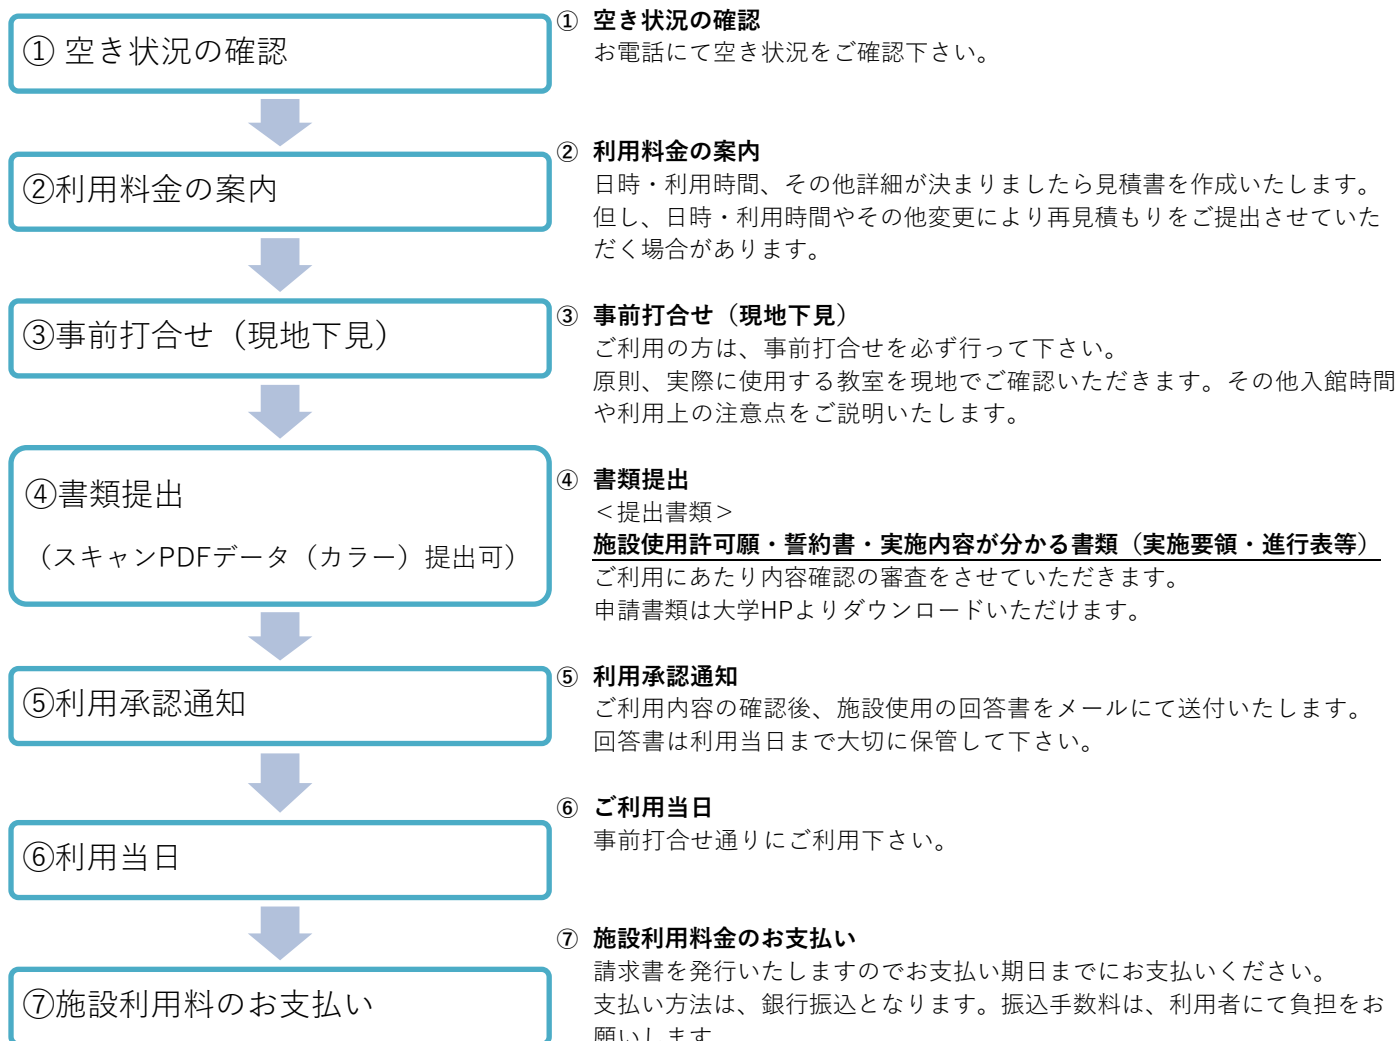 ① 空き状況の確認
②利用料金の案内
③事前打合せ（現地下見）
④書類提出
（スキャンPDFデータ（カラー）提出可）
⑤利用承認通知
⑥利用当日
⑦施設利用料のお支払い
① 空き状況の確認
お電話にて空き状況をご確認下さい。
② 利用料金の案内
日時・利用時間、その他詳細が決まりましたら見積書を作成いたします。
但し、日時・利用時間やその他変更により再見積もりをご提出させていた
だく場合があります。
③ 事前打合せ（現地下見）
ご利用の方は、事前打合せを必ず行って下さい。
原則、実際に使用する教室を現地でご確認いただきます。その他入館時間
や利用上の注意点をご説明いたします。
④ 書類提出
＜提出書類＞
施設使用許可願・誓約書・実施内容が分かる書類（実施要領・進行表等）
ご利用にあたり内容確認の審査をさせていただきます。
申請書類は大学HPよりダウンロードいただけます。
⑤ 利用承認通知
ご利用内容の確認後、施設使用の回答書をメールにて送付いたします。
回答書は利用当日まで大切に保管して下さい。
⑥ ご利用当日
事前打合せ通りにご利用下さい。
⑦ 施設利用料金のお支払い
請求書を発行いたしますのでお支払い期日までにお支払いください。
支払い方法は、銀行振込となります。振込手数料は、利用者にて負担をお
願いします